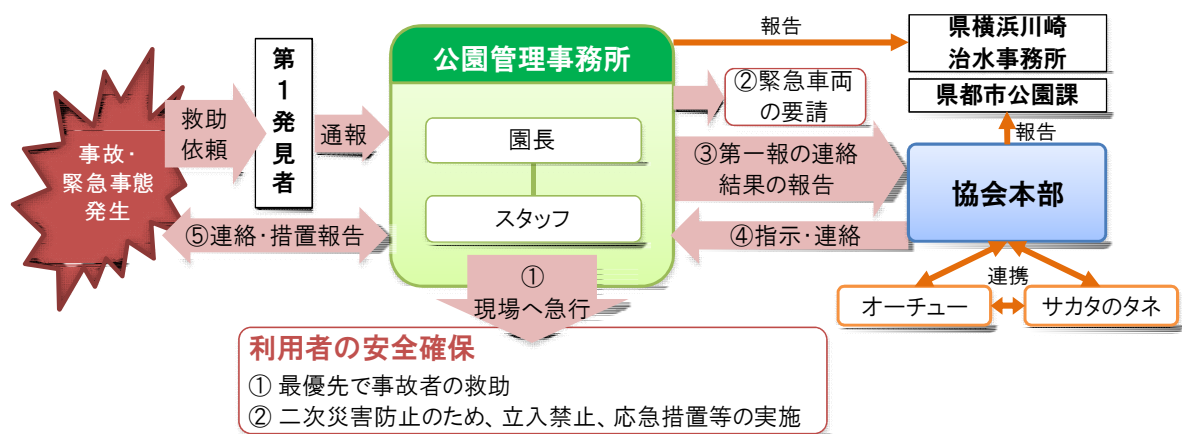 事故・
緊急事態
発生
救助
依頼
第1発見者
通報
公園管理事務所
園長
スタッフ
報告
県横浜川崎
治水事務所
県都市公園課
②緊急車両
の要請
③第一報の連絡
結果の報告
報告
協会本部
④指示・連絡
⑤連絡・措置報告
連携
オーチュー
サカタのタネ
①
現場へ急行
利用者の安全確保
① 最優先で事故者の救助
② 二次災害防止のため、立入禁止、応急措置等の実施